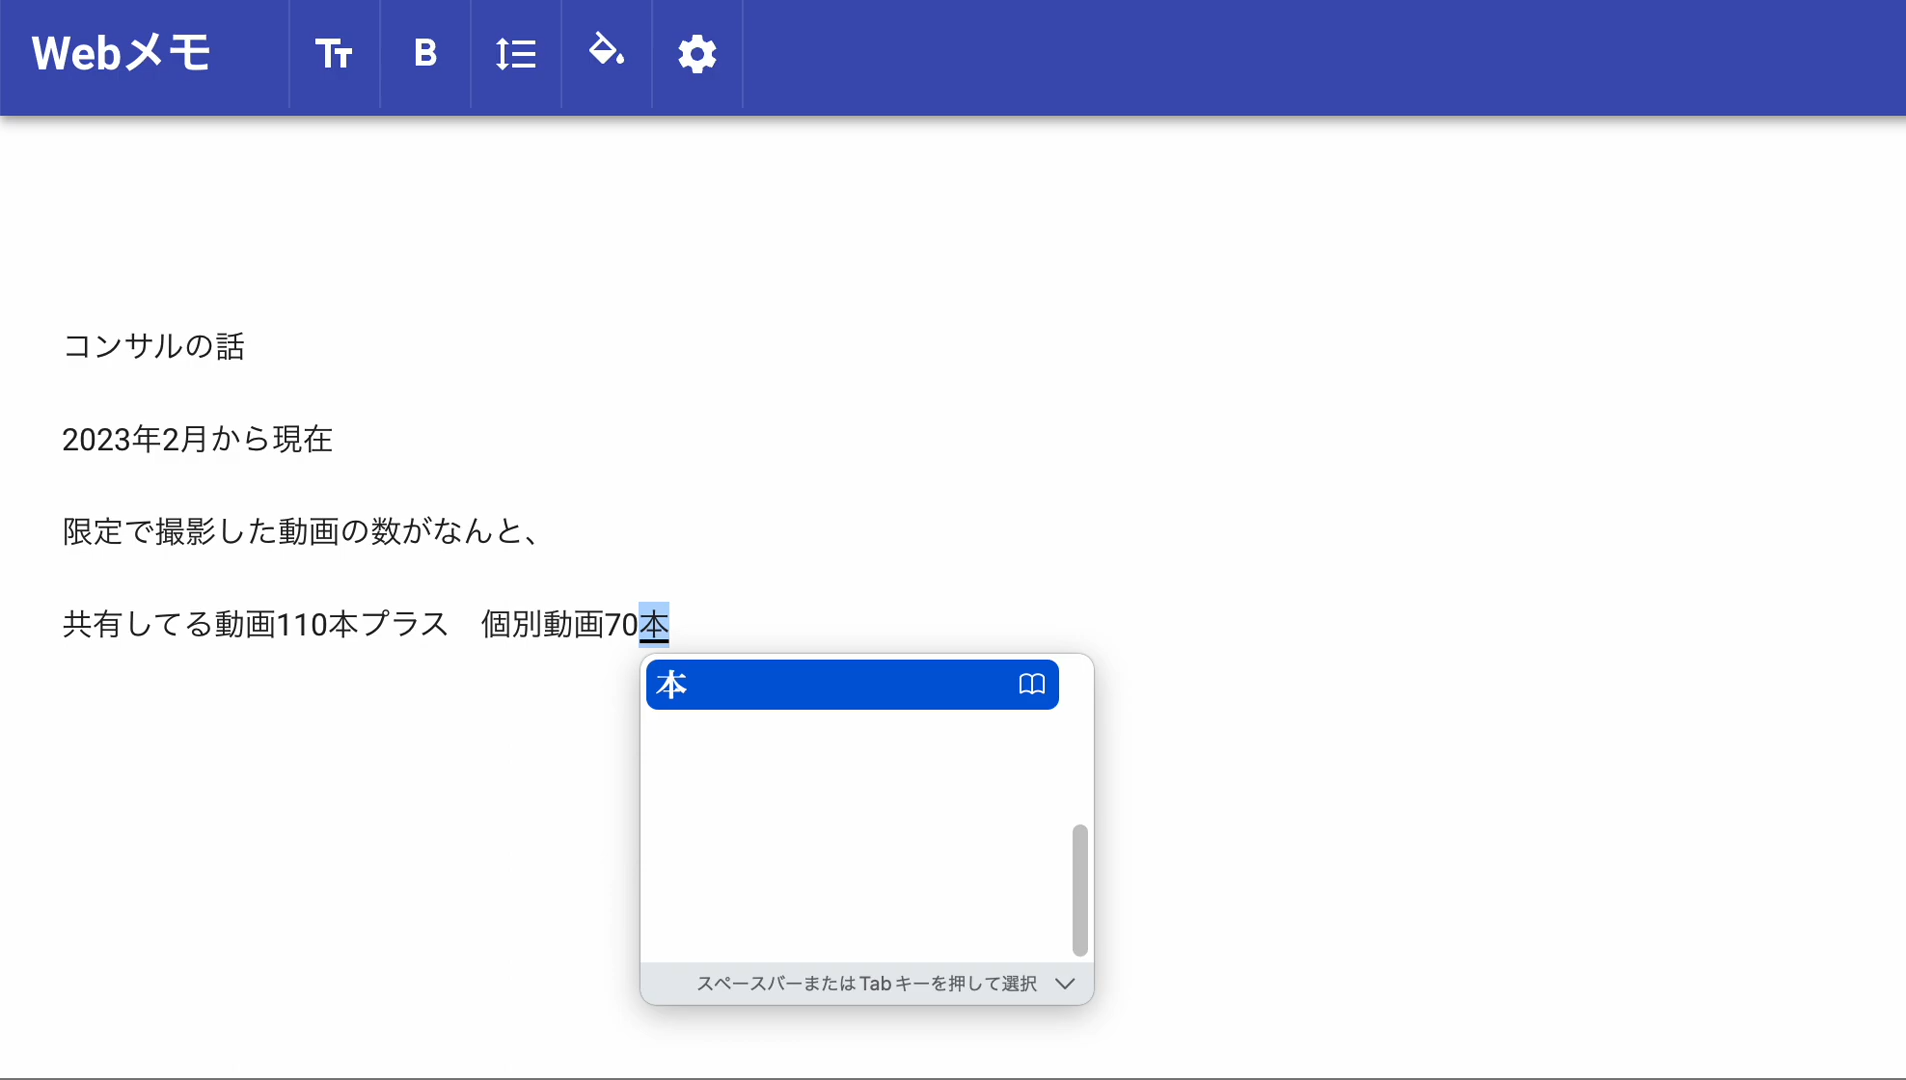 Webメモ
コンサルの話
2023年2月から現在
限定で撮影した動画の数がなんと、
共有してる動画110本プラス　個別動画70本
本
スペースバーまたはTabキーを押して選択